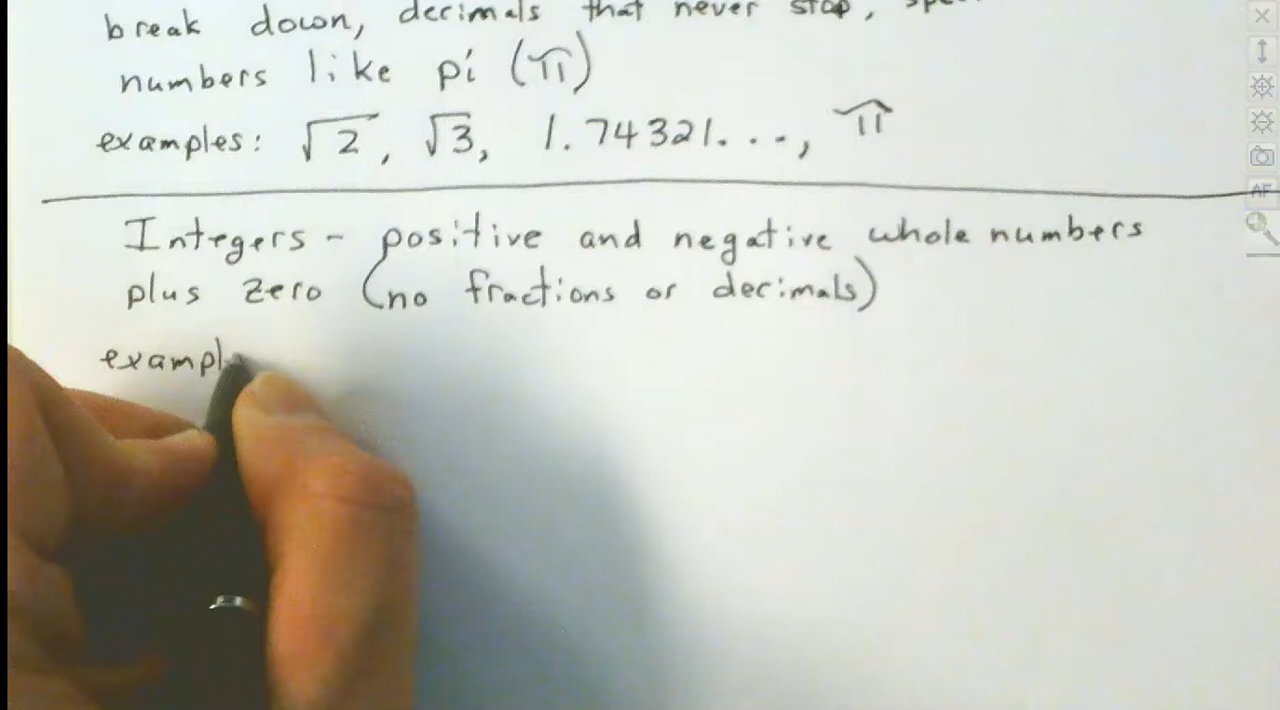 break down, decimals that never stop,
numbers like pi (π)
examples: √2, √3, 1.74321..., π
Integers - positive and negative whole numbers
plus zero (no fractions or decimals)
exampl
AF